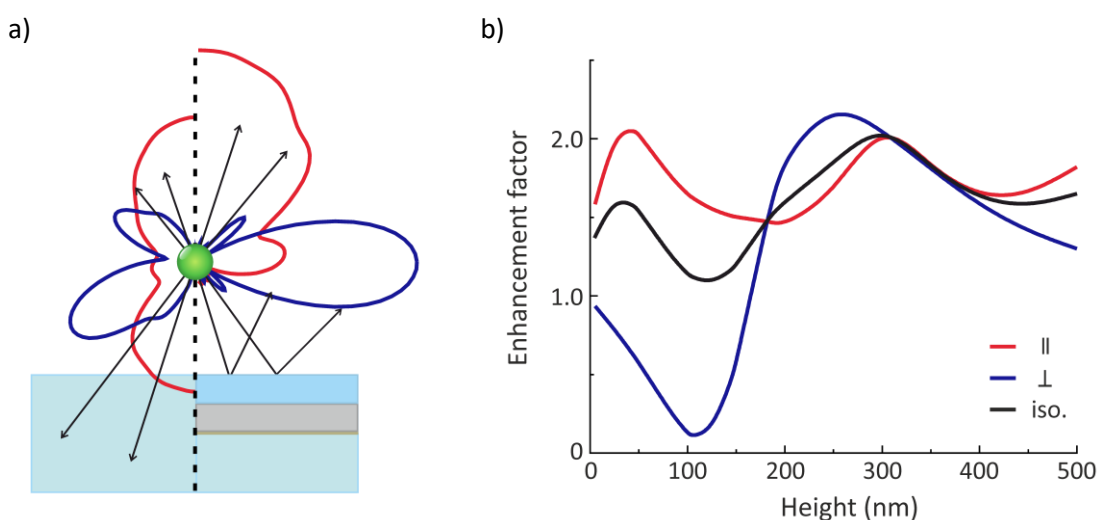 a)
b)
Enhancement factor
2.0
1.0
0
0
100
200
300
400
500
Height (nm)
∥
⊥
iso.